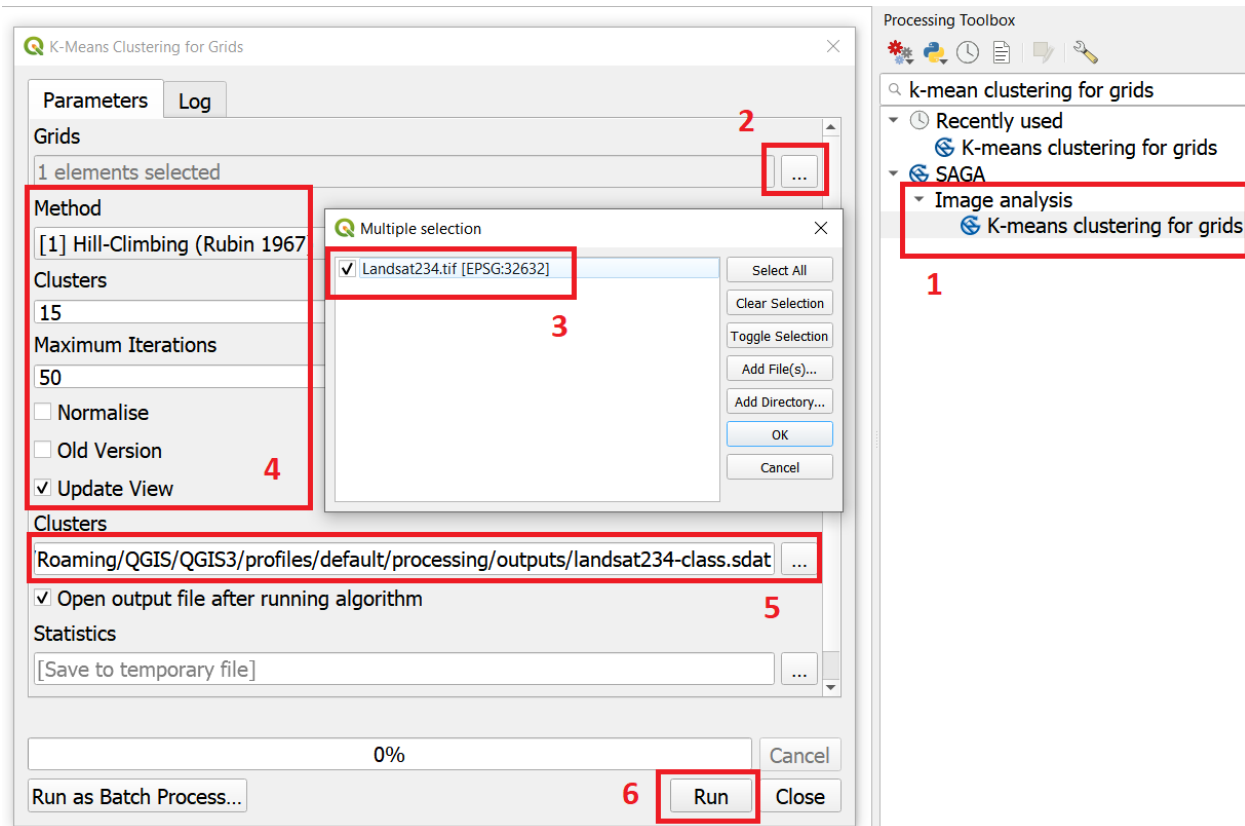 K-Means Clustering for Grids
Parameters
Log
Grids
2
1 elements selected
...
Method
[1] Hill-Climbing (Rubin 1967
Clusters
15
Maximum Iterations
50
Normalise
Old Version
4
Update View
Multiple selection
Landsat234.tif [EPSG:32632]
3
Select All
Clear Selection
Toggle Selection
Add File(s)...
Add Directory...
OK
Cancel
Clusters
Roaming/QGIS/QGIS3/profiles/default/processing/outputs/landsat234-class.sdat
...
Open output file after running algorithm
5
Statistics
[Save to temporary file]
...
0%
Cancel
Run as Batch Process...
6
Run
Close
Processing Toolbox
k-mean clustering for grids
Recently used
K-means clustering for grids
SAGA
Image analysis
K-means clustering for grids
1